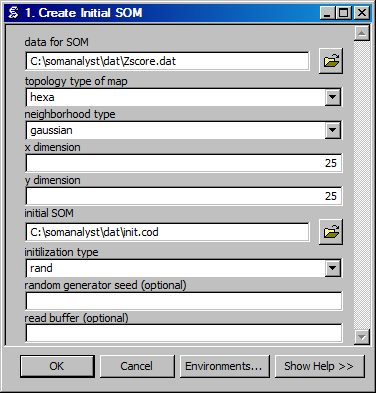 1. Create Initial SOM
data for SOM
C:\somanalyst\dat\Zscore.dat
topology type of map
hexa
neighborhood type
gaussian
x dimension
25
y dimension
25
initial SOM
C:\somanalyst\dat\init.cod
initilization type
rand
random generator seed (optional)
read buffer (optional)
OK Cancel Environments... Show Help >>